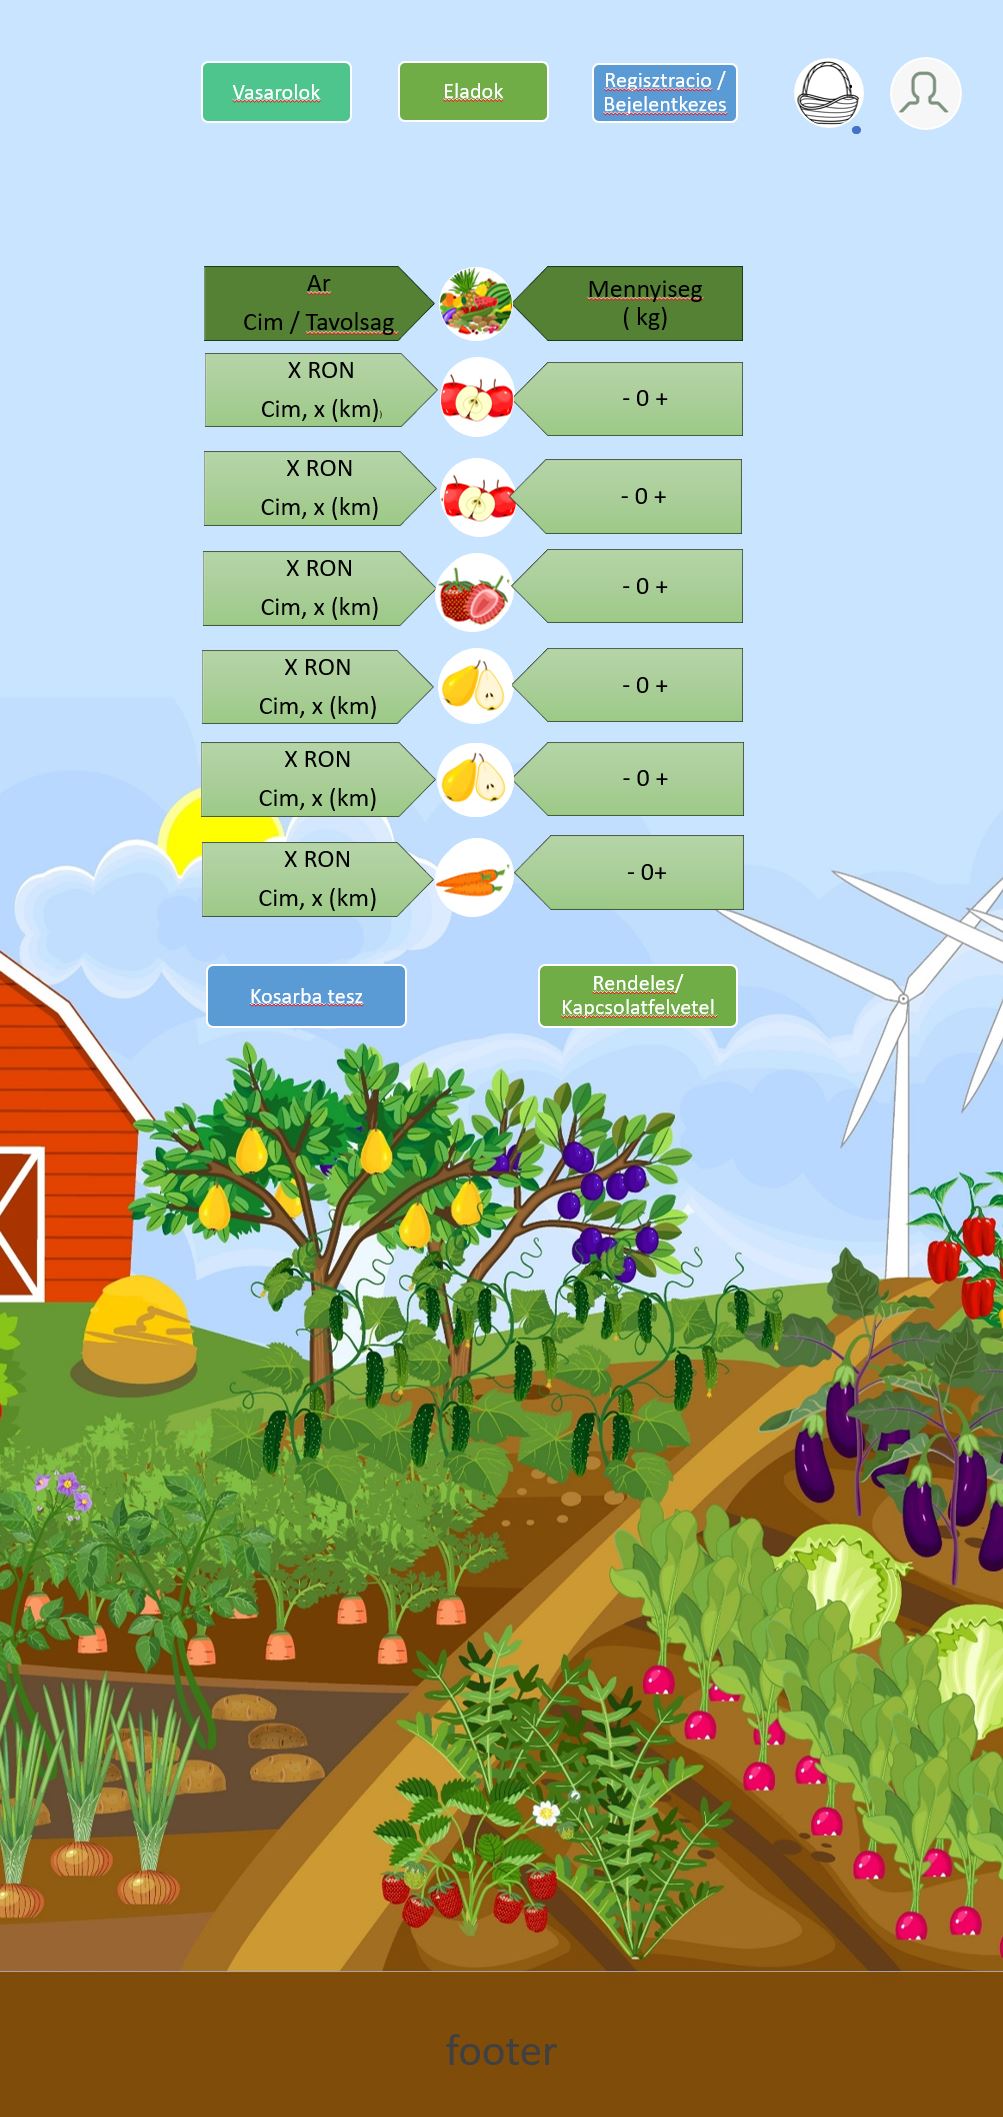 Vasarolok
Eladok
Regisztracio /
Bejelentkezes
Ar
Cim / Tavolsag
Mennyiseg
( kg)
X RON
Cim, x (km))
- 0 +
X RON
Cim, x (km)
- 0 +
X RON
Cim, x (km)
- 0 +
X RON
Cim, x (km)
- 0 +
X RON
Cim, x (km)
- 0 +
X RON
Cim, x (km)
- 0+
Kosarba tesz
Rendeles/
Kapcsolatfelvetel
footer